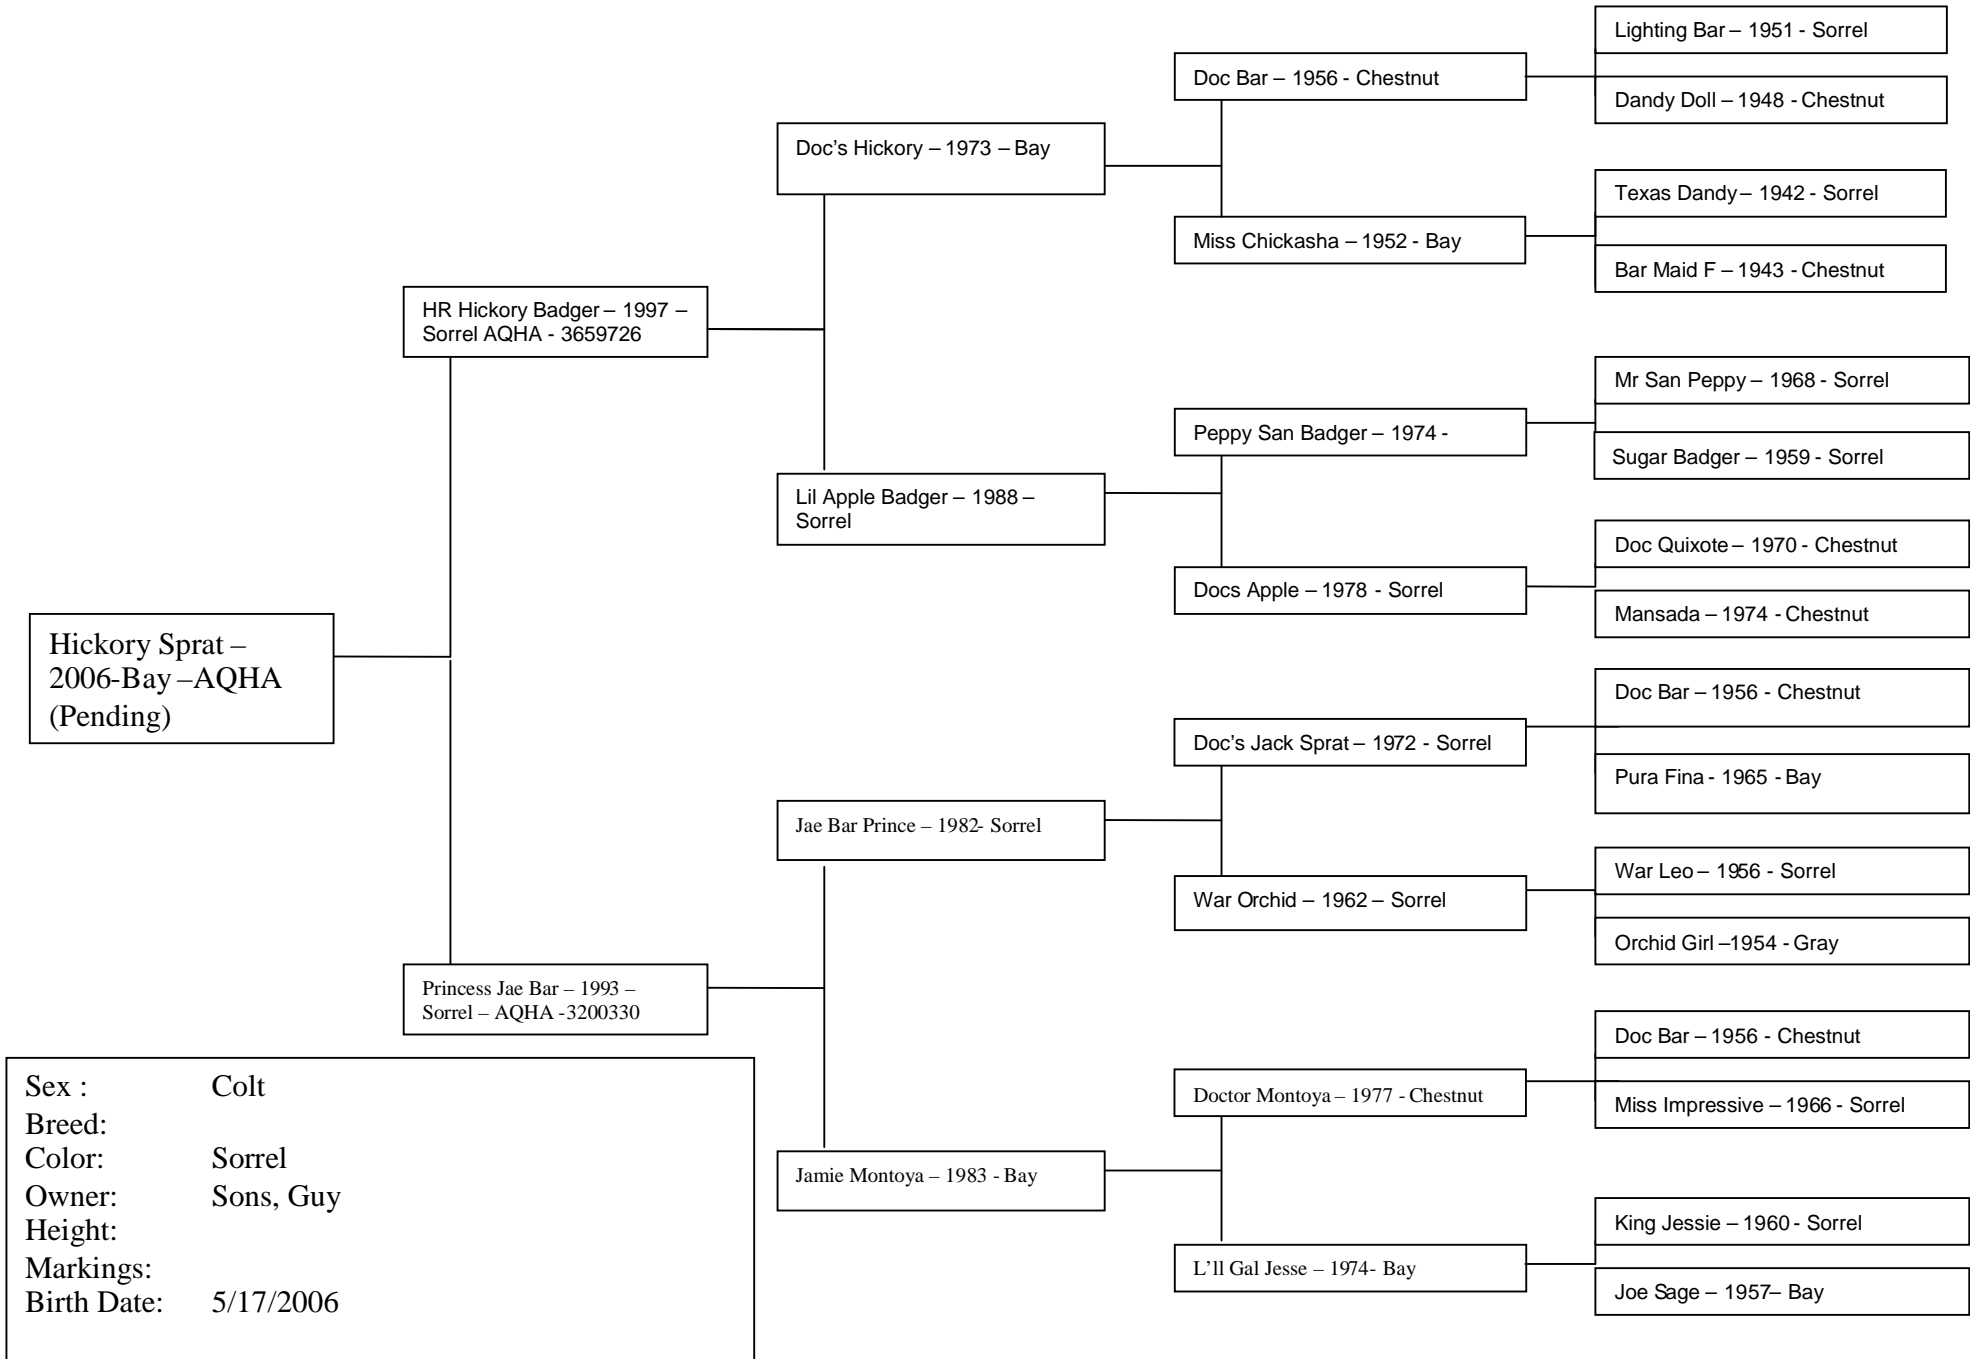 Lighting Bar – 1951 - Sorrel
Doc Bar – 1956 - Chestnut
Dandy Doll – 1948 - Chestnut
Doc’s Hickory – 1973 – Bay
Texas Dandy – 1942 - Sorrel
Miss Chickasha – 1952 - Bay
Bar Maid F – 1943 - Chestnut
HR Hickory Badger – 1997 –
Sorrel AQHA - 3659726
Mr San Peppy – 1968 - Sorrel
Peppy San Badger – 1974 -
Sugar Badger – 1959 - Sorrel
Lil Apple Badger – 1988 –
Sorrel
Doc Quixote – 1970 - Chestnut
Docs Apple – 1978 - Sorrel
Mansada – 1974 - Chestnut
Hickory Sprat –
2006-Bay –AQHA
(Pending)
Doc Bar – 1956 - Chestnut
Doc’s Jack Sprat – 1972 - Sorrel
Pura Fina - 1965 - Bay
Jae Bar Prince – 1982- Sorrel
War Leo – 1956 - Sorrel
War Orchid – 1962 – Sorrel
Orchid Girl –1954 - Gray
Princess Jae Bar – 1993 –
Sorrel – AQHA -3200330
Doc Bar – 1956 - Chestnut
Doctor Montoya – 1977 - Chestnut
Miss Impressive – 1966 - Sorrel
Jamie Montoya – 1983 - Bay
King Jessie – 1960 - Sorrel
L’ll Gal Jesse – 1974- Bay
Joe Sage – 1957– Bay
Sex : Colt
Breed:
Color: Sorrel
Owner: Sons, Guy
Height:
Markings:
Birth Date: 5/17/2006